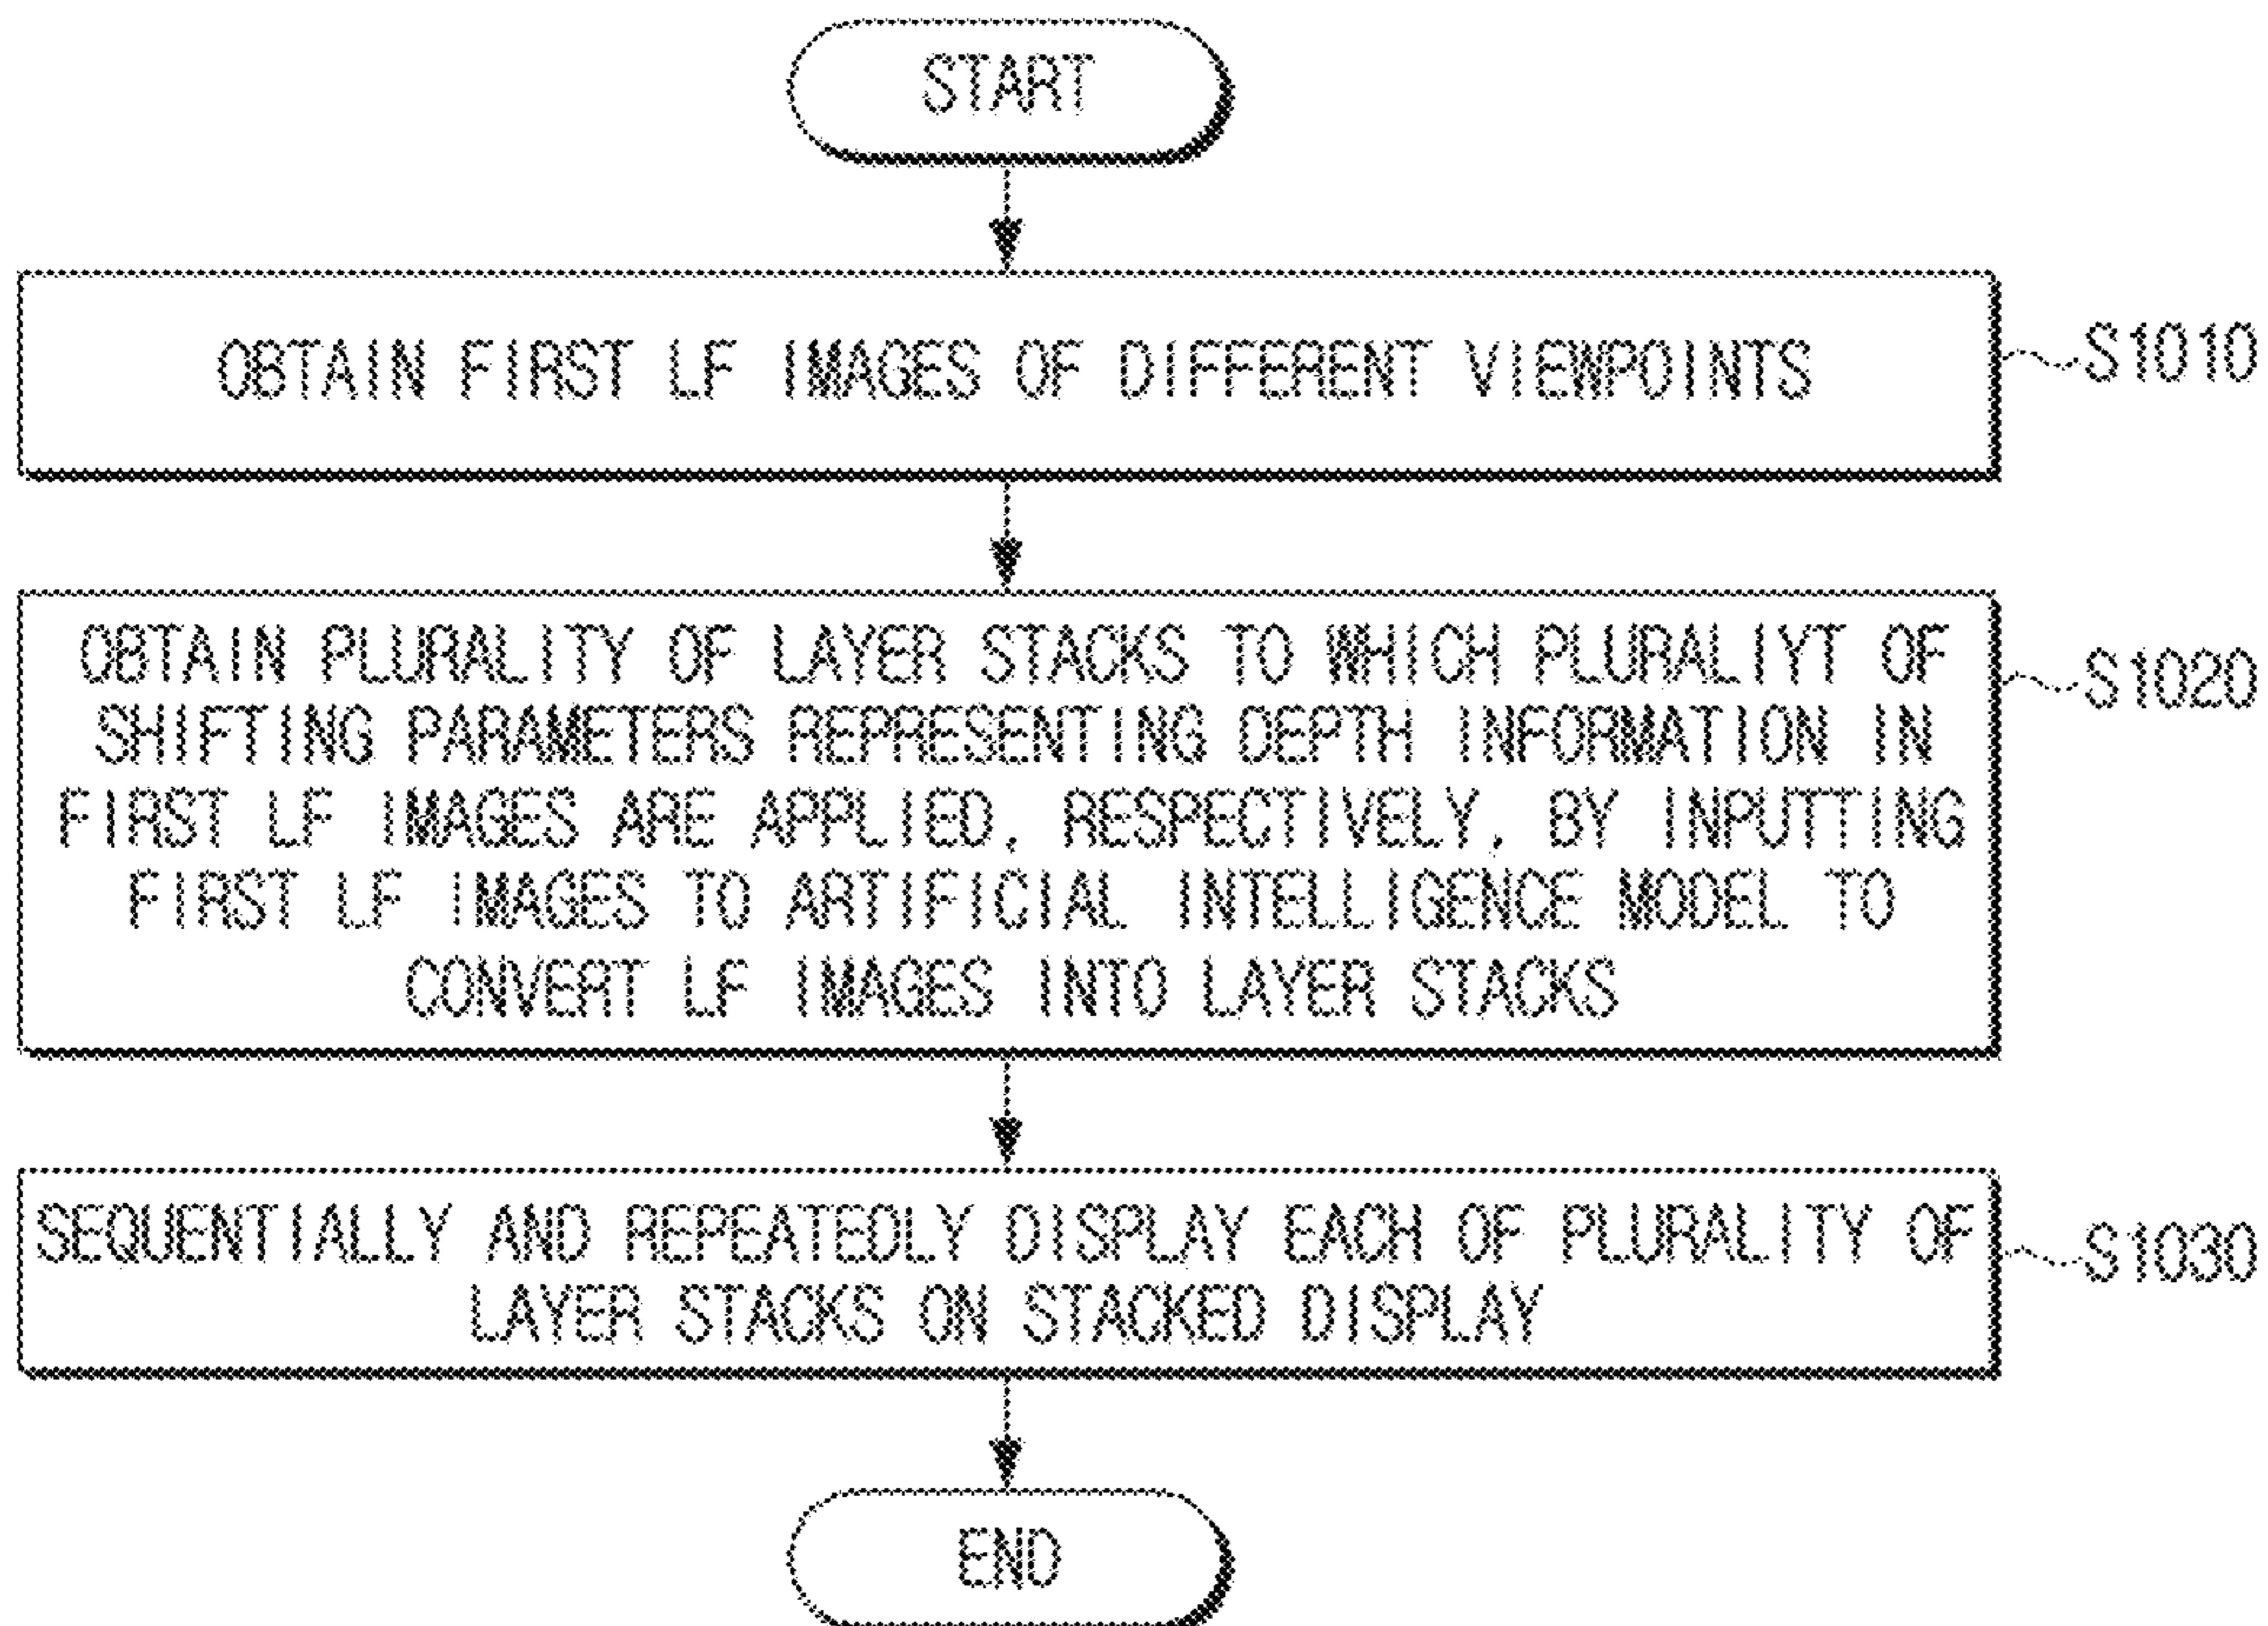 START
OBTAIN FIRST LF IMAGES OF DIFFERENT VIEWPOINTS
S1010
OBTAIN PLURALITY OF LAYER STACKS TO WHICH PLURALIYT OF
SHIFTING PARAMETERS REPRESENTING DEPTH INFORMATION IN
FIRST LF IMAGES ARE APPLIED, RESPECTIVELY, BY INPUTTING
FIRST LF IMAGES TO ARTIFICIAL INTELLIGENCE MODEL TO
CONVERT LF IMAGES INTO LAYER STACKS
S1020
SEQUENTIALLY AND REPEATEDLY DISPLAY EACH OF PLURALITY OF
LAYER STACKS ON STACKED DISPLAY
S1030
END